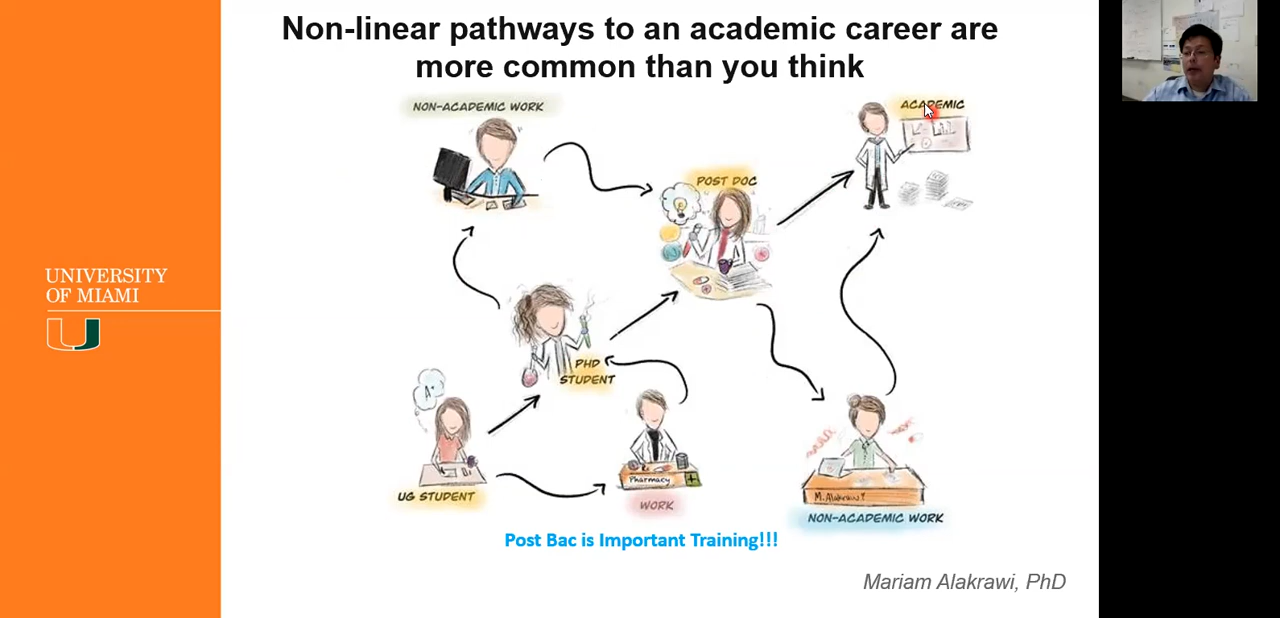 Non-linear pathways to an academic career are
more common than you think
NON-ACADEMIC WORK
ACADEMIC
POST DOC
UNIVERSITY
OF MIAMI
PHD
STUDENT
A+
UG STUDENT
Pharmacy
WORK
M. Alakrawi
NON-ACADEMIC WORK
Post Bac is Important Training!!!
Mariam Alakrawi, PhD